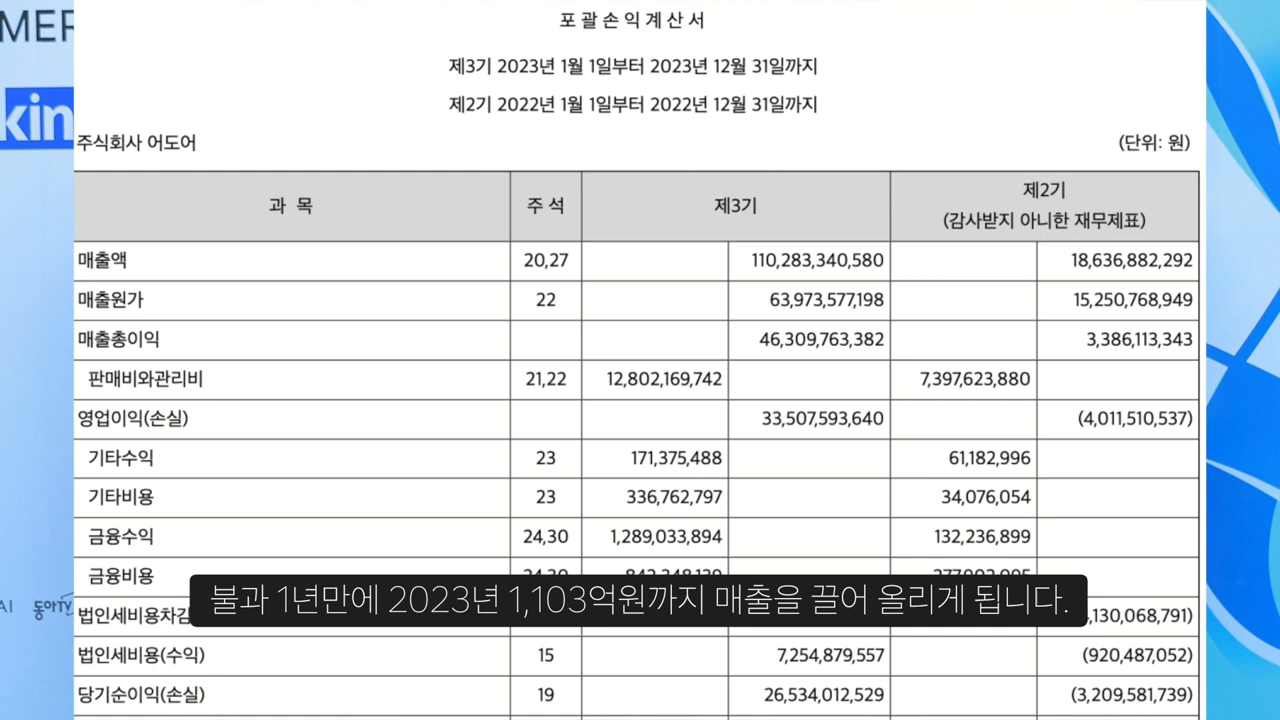 MER
kin
포 괄 손 익 계 산 서
제3기 2023년 1월 1일부터 2023년 12월 31일까지
제2기 2022년 1월 1일부터 2022년 12월 31일까지
주식회사 어도어 (단위: 원)
과 목 주 석 제3기 제2기
(감사받지 아니한 재무제표)
매출액 20,27 110,283,340,580 18,636,882,292
매출원가 22 63,973,577,198 15,250,768,949
매출총이익 46,309,763,382 3,386,113,343
판매비와관리비 21,22 12,802,169,742 7,397,623,880
영업이익(손실) 33,507,593,640 (4,011,510,537)
기타수익 23 171,375,488 61,182,996
기타비용 23 336,762,797 34,076,054
금융수익 24,30 1,289,033,894 132,236,899
금융비용
불과 1년만에 2023년 1,103억원까지 매출을 끌어 올리게 됩니다.
AI 동아TV
법인세비용차감 ,130,068,791)
법인세비용(수익) 15 7,254,879,557 (920,487,052)
당기순이익(손실) 19 26,534,012,529 (3,209,581,739)